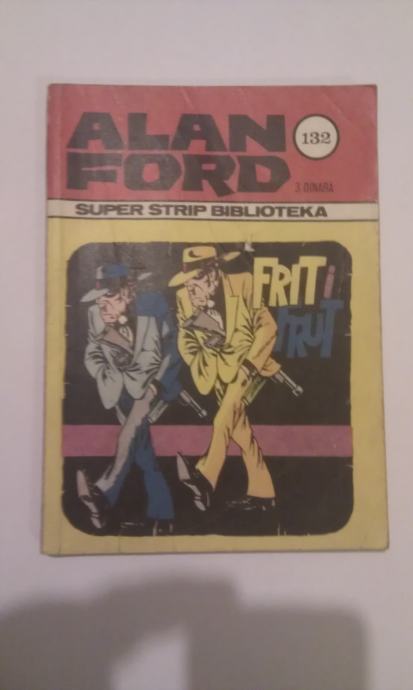 ALAN
FORD
132
3 DINARA
SUPER STRIP BIBLIOTEKA
FRIT i
FRUT